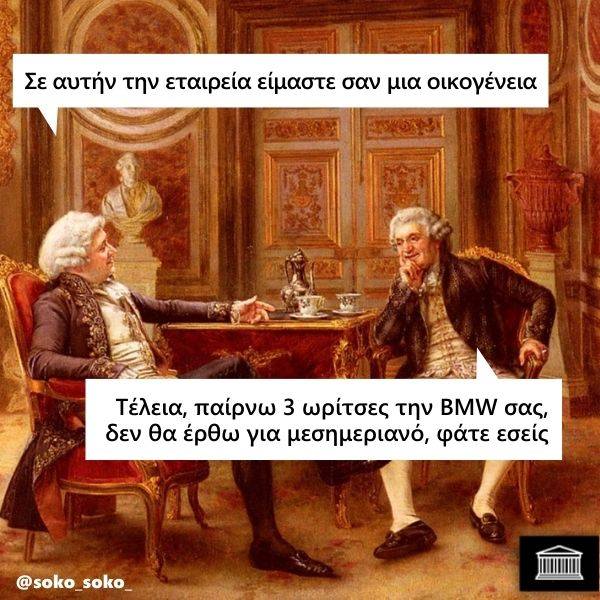 Σε αυτήν την εταιρεία είμαστε σαν μια οικογένεια
Τέλεια, παίρνω 3 ωρίτσες την BMW σας,
δεν θα έρθω για μεσημεριανό, φάτε εσείς
@soko_soko_